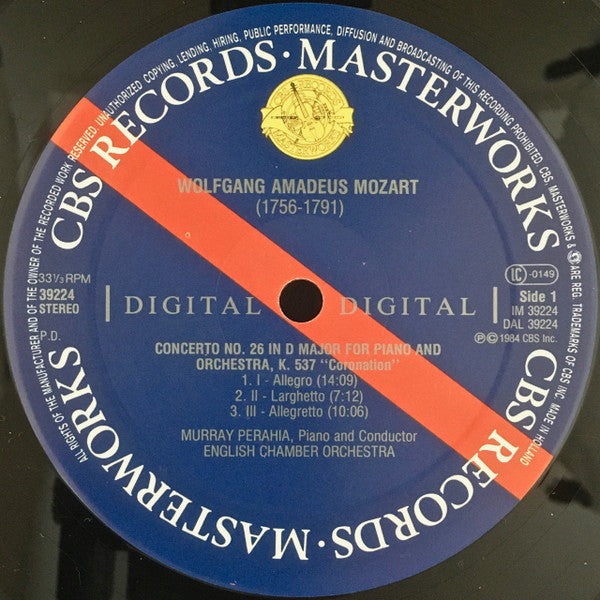 ALL RIGHTS OF THE MANUFACTURER AND OF THE OWNER OF THE RECORDED WORK RESERVED. UNAUTHORIZED COPYING, LENDING, HIRING, PUBLIC PERFORMANCE, DIFFUSION AND BROADCASTING OF THIS RECORDING PROHIBITED. CBS, MASTERWORKS & ARE REG. TRADEMARKS OF CBS INC. MADE IN HOLLAND
CBS RECORDS · MASTERWORKS
CBS RECORDS · MASTERWORKS
MASTERWORKS
WOLFGANG AMADEUS MOZART
(1756-1791)
33⅓ RPM
39224
STEREO
P.D.
DIGITAL DIGITAL
LC -0149
Side 1
IM 39224
DAL 39224
℗©1984 CBS Inc.
CONCERTO NO. 26 IN D MAJOR FOR PIANO AND
ORCHESTRA, K. 537 "Coronation"
1. I - Allegro (14:09)
2. II - Larghetto (7:12)
3. III - Allegretto (10:06)
MURRAY PERAHIA, Piano and Conductor
ENGLISH CHAMBER ORCHESTRA